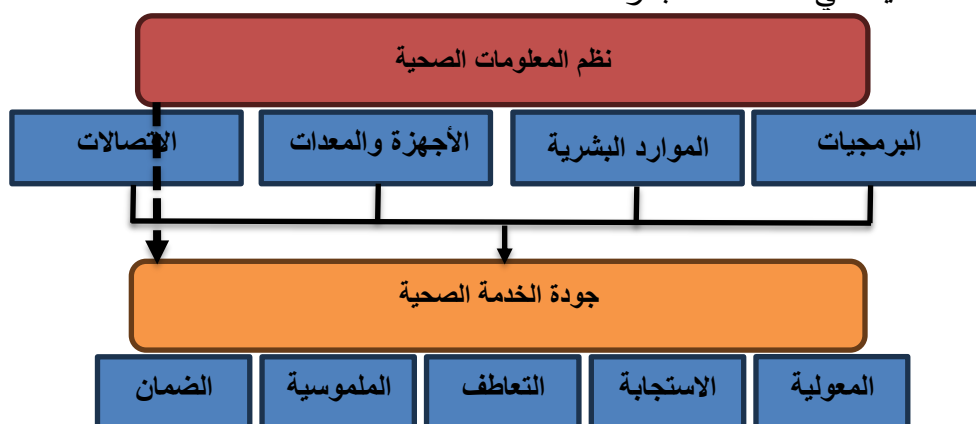 نظم المعلومات الصحية
البرمجيات
الموارد البشرية
الأجهزة والمعدات
الاتصالات
جودة الخدمة الصحية
المعولية
الاستجابة
التعاطف
الملموسية
الضمان